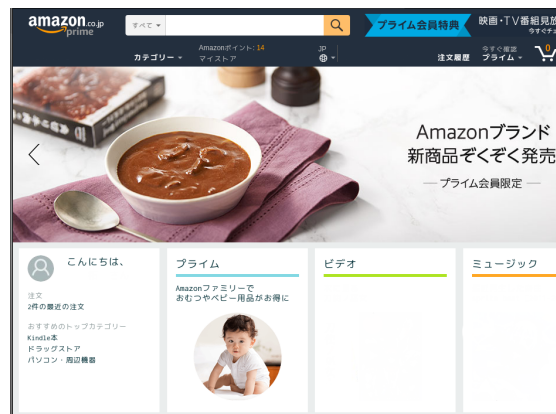 amazon.co.jp
prime
すべて
プライム会員特典
映画・TV番組見放
今すぐチェ
カテゴリー
Amazonポイント: 14
マイストア
JP
注文履歴
今すぐ確認
プライム
0
Amazonブランド
新商品ぞくぞく発売
プライム会員限定
こんにちは、
注文
2件の最近の注文
おすすめのトップカテゴリー
Kindle本
ドラッグストア
パソコン・周辺機器
プライム
Amazonファミリーで
おむつやベビー用品がお得に
ビデオ
ミュージック